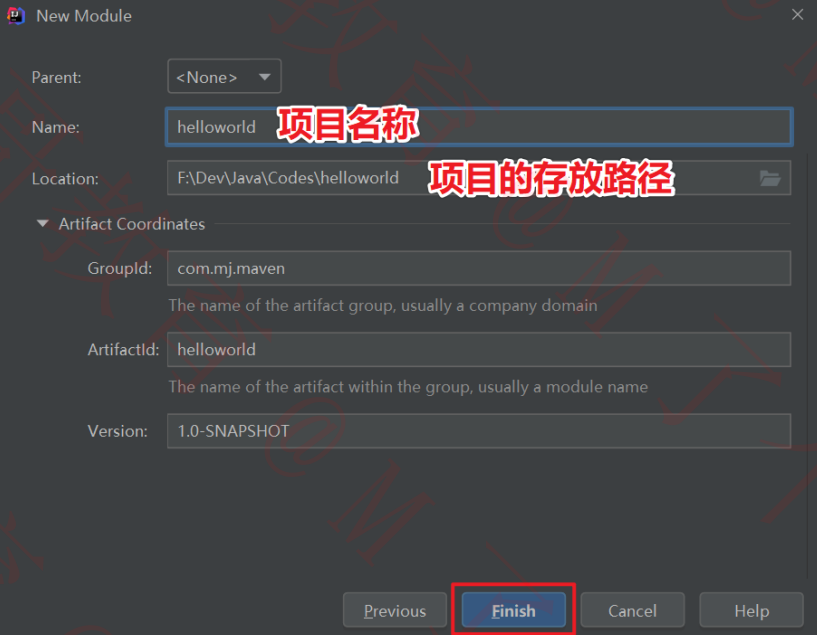 New Module
Parent: <None>
Name: helloworld 项目名称
Location: F:\Dev\Java\Codes\helloworld 项目的存放路径
Artifact Coordinates
GroupId: com.mj.maven
The name of the artifact group, usually a company domain
ArtifactId: helloworld
The name of the artifact within the group, usually a module name
Version: 1.0-SNAPSHOT
Previous Finish Cancel Help